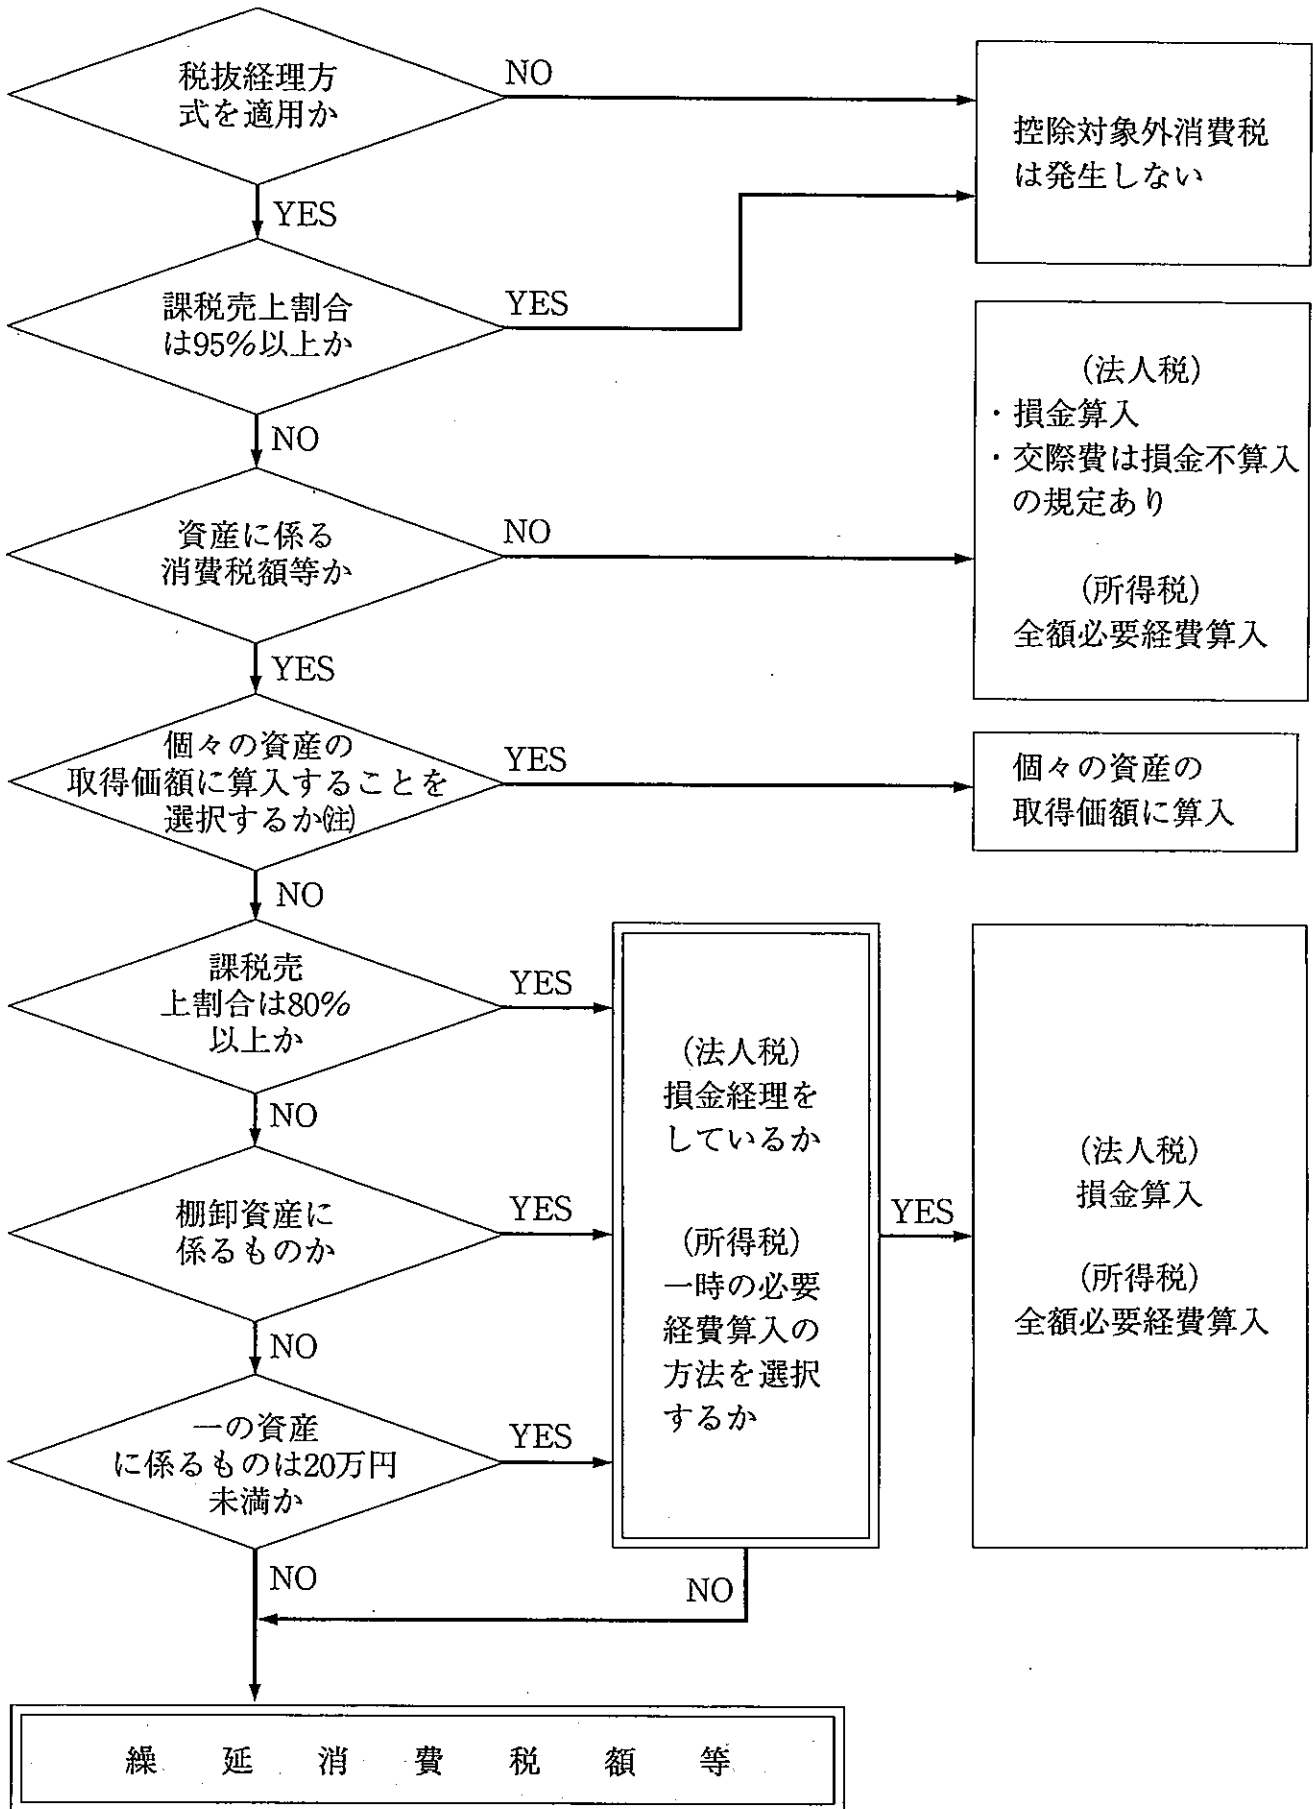 税抜経理方
式を適用か
NO
控除対象外消費税
は発生しない
YES
課税売上割合
は95%以上か
YES
NO
(法人税)
・損金算入
・交際費は損金不算入
の規定あり
(所得税)
全額必要経費算入
資産に係る
消費税額等か
NO
YES
個々の資産の
取得価額に算入することを
選択するか(注)
YES
個々の資産の
取得価額に算入
NO
課税売
上割合は80%
以上か
YES
NO
棚卸資産に
係るものか
YES
NO
一の資産
に係るものは20万円
未満か
YES
NO
(法人税)
損金経理を
しているか
(所得税)
一時の必要
経費算入の
方法を選択
するか
YES
NO
(法人税)
損金算入
(所得税)
全額必要経費算入
繰延消費税額等